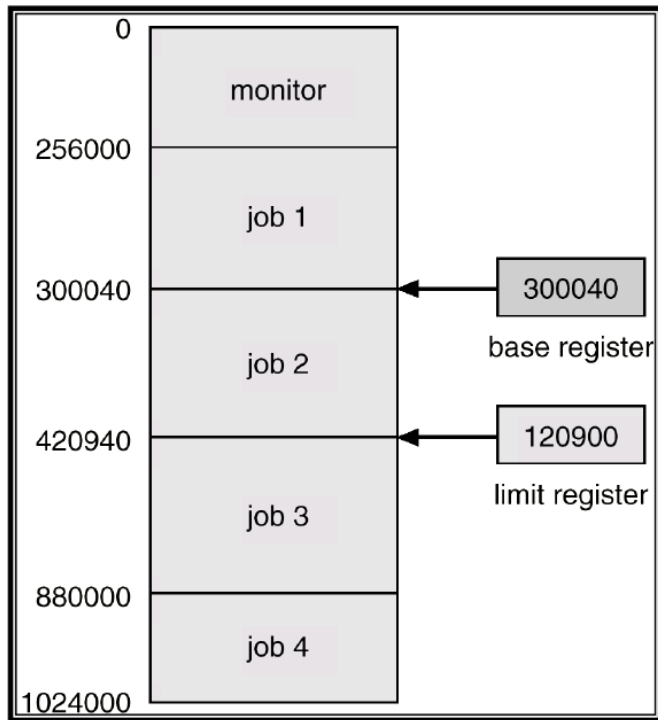 0
monitor
256000
job 1
300040
300040
base register
job 2
420940
120900
limit register
job 3
880000
job 4
1024000